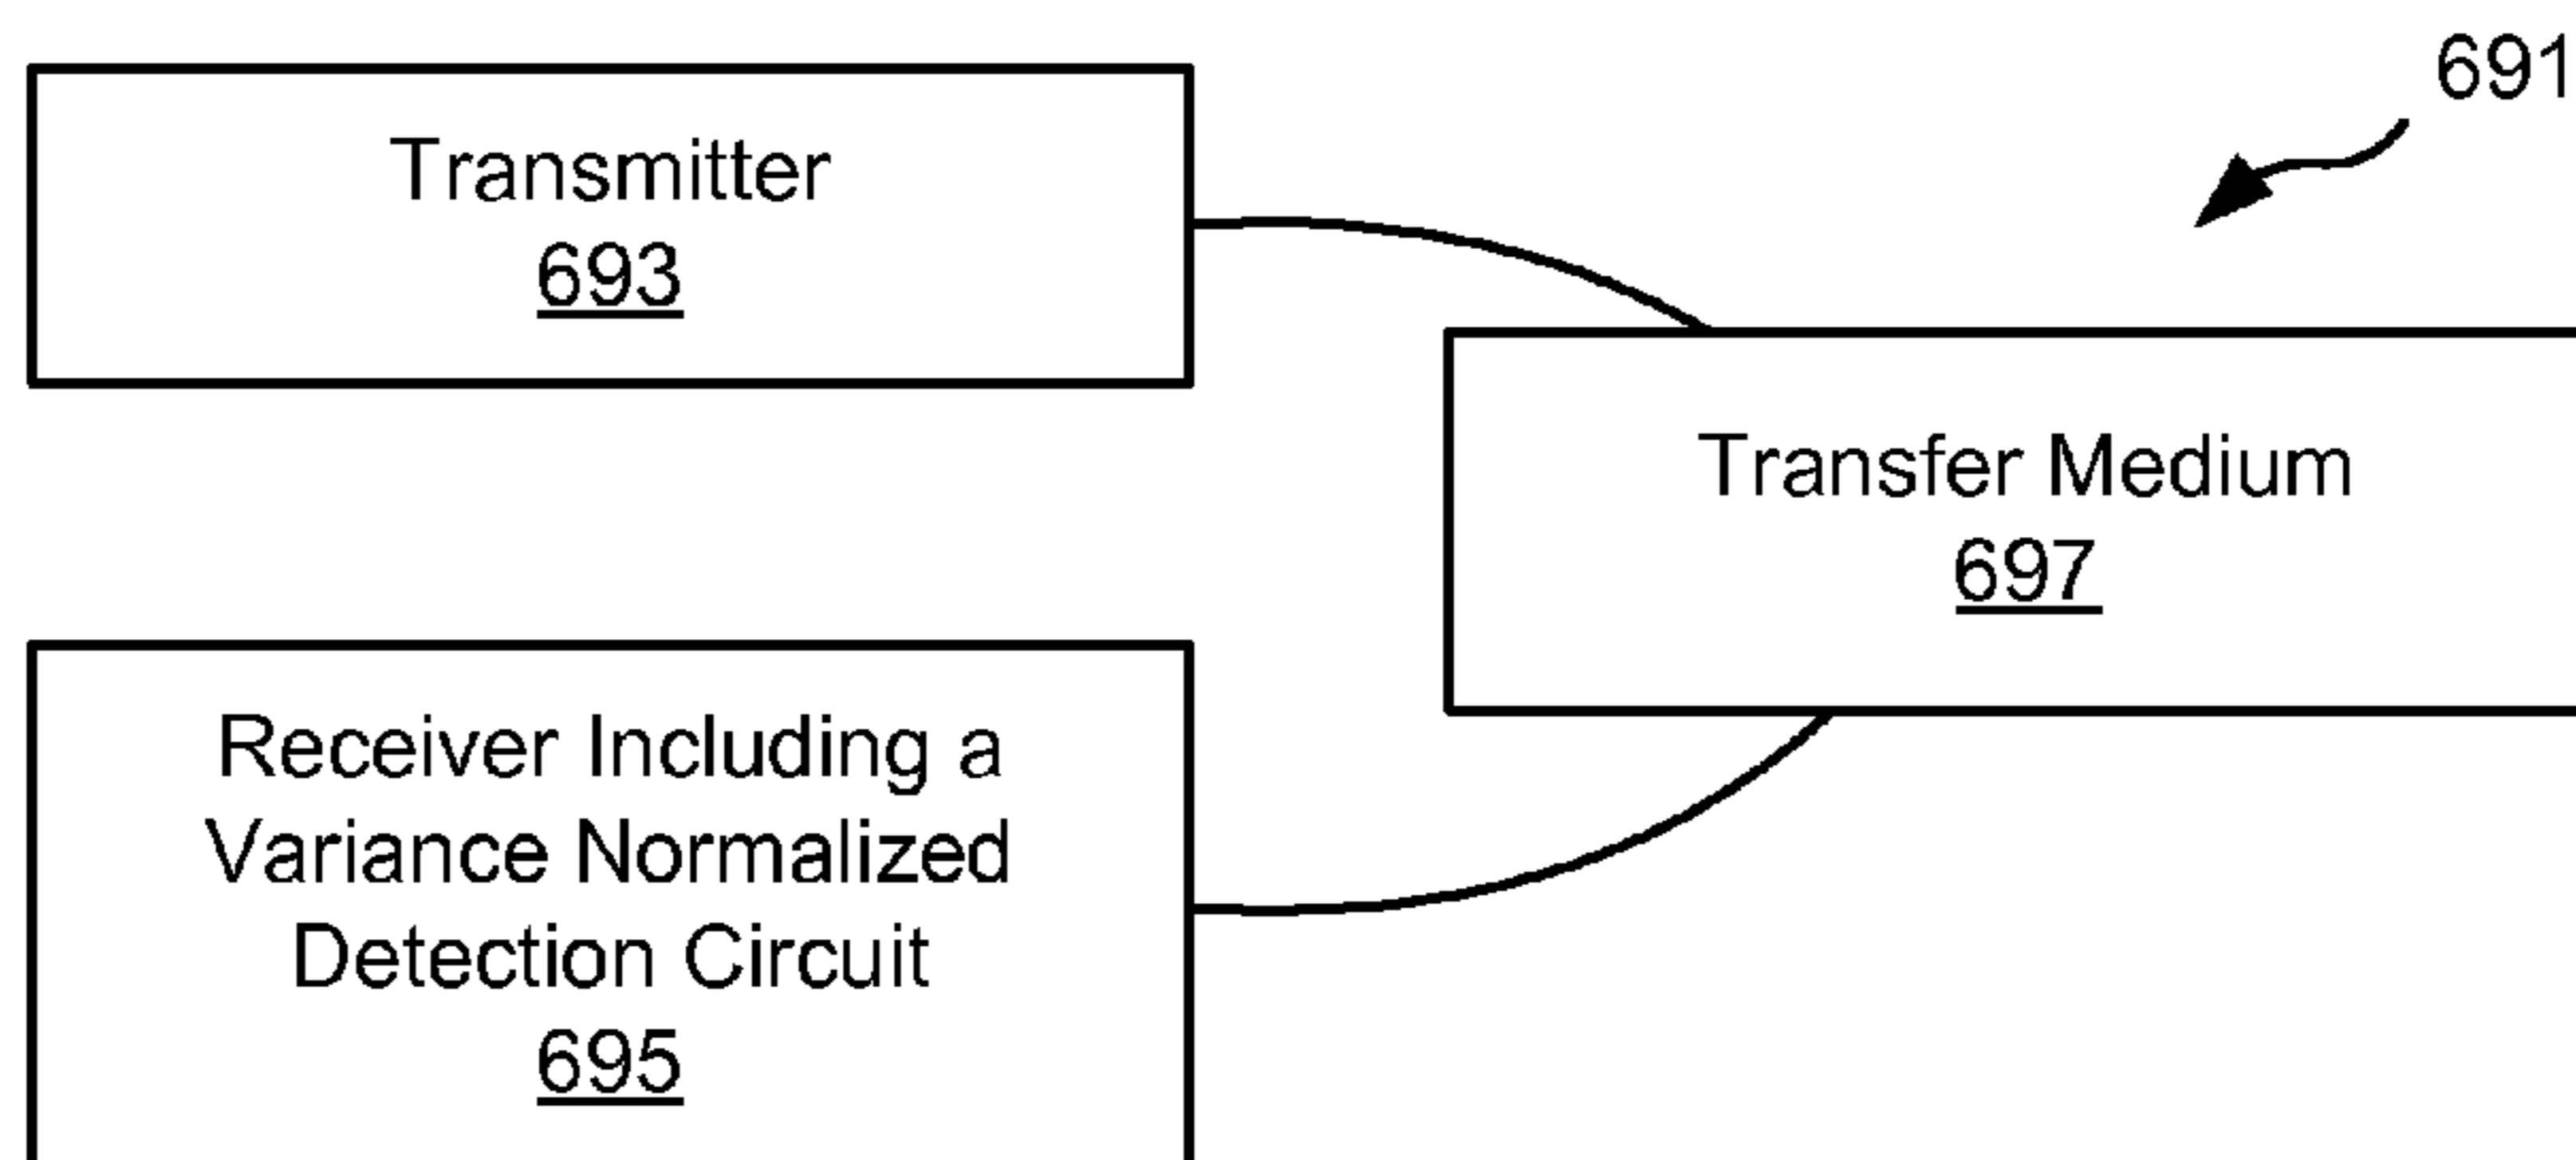 691
Transmitter
693
Transfer Medium
697
Receiver Including a
Variance Normalized
Detection Circuit
695